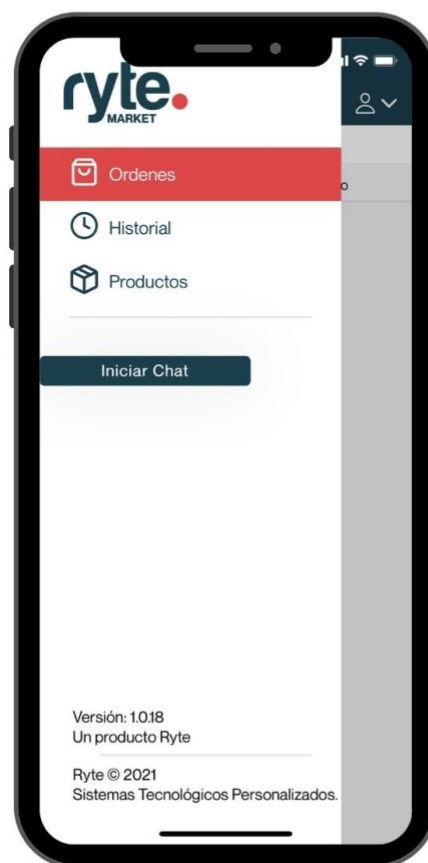 ryte.
MARKET
Ordenes
o
Historial
Productos
Iniciar Chat
Versión: 1.0.18
Un producto Ryte
Ryte © 2021
Sistemas Tecnológicos Personalizados.